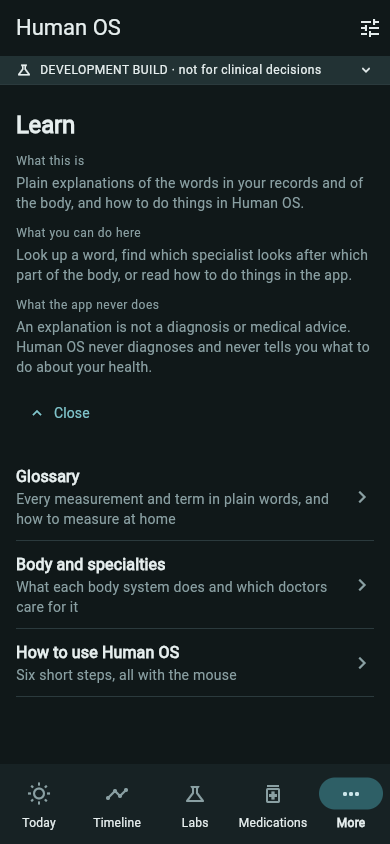 Human OS
DEVELOPMENT BUILD · not for clinical decisions
Learn
What this is
Plain explanations of the words in your records and of
the body, and how to do things in Human OS.
What you can do here
Look up a word, find which specialist looks after which
part of the body, or read how to do things in the app.
What the app never does
An explanation is not a diagnosis or medical advice.
Human OS never diagnoses and never tells you what to
do about your health.
Close
Glossary
Every measurement and term in plain words, and
how to measure at home
Body and specialties
What each body system does and which doctors
care for it
How to use Human OS
Six short steps, all with the mouse
Today
Timeline
Labs
Medications
More